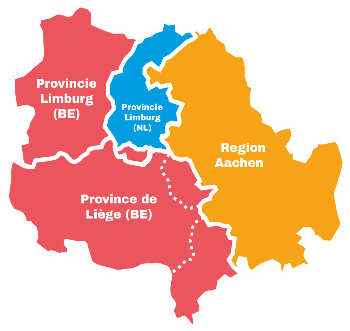 Provincie
Limburg
(BE)
Provincie
Limburg
(NL)
Region
Aachen
Province de
Liège (BE)